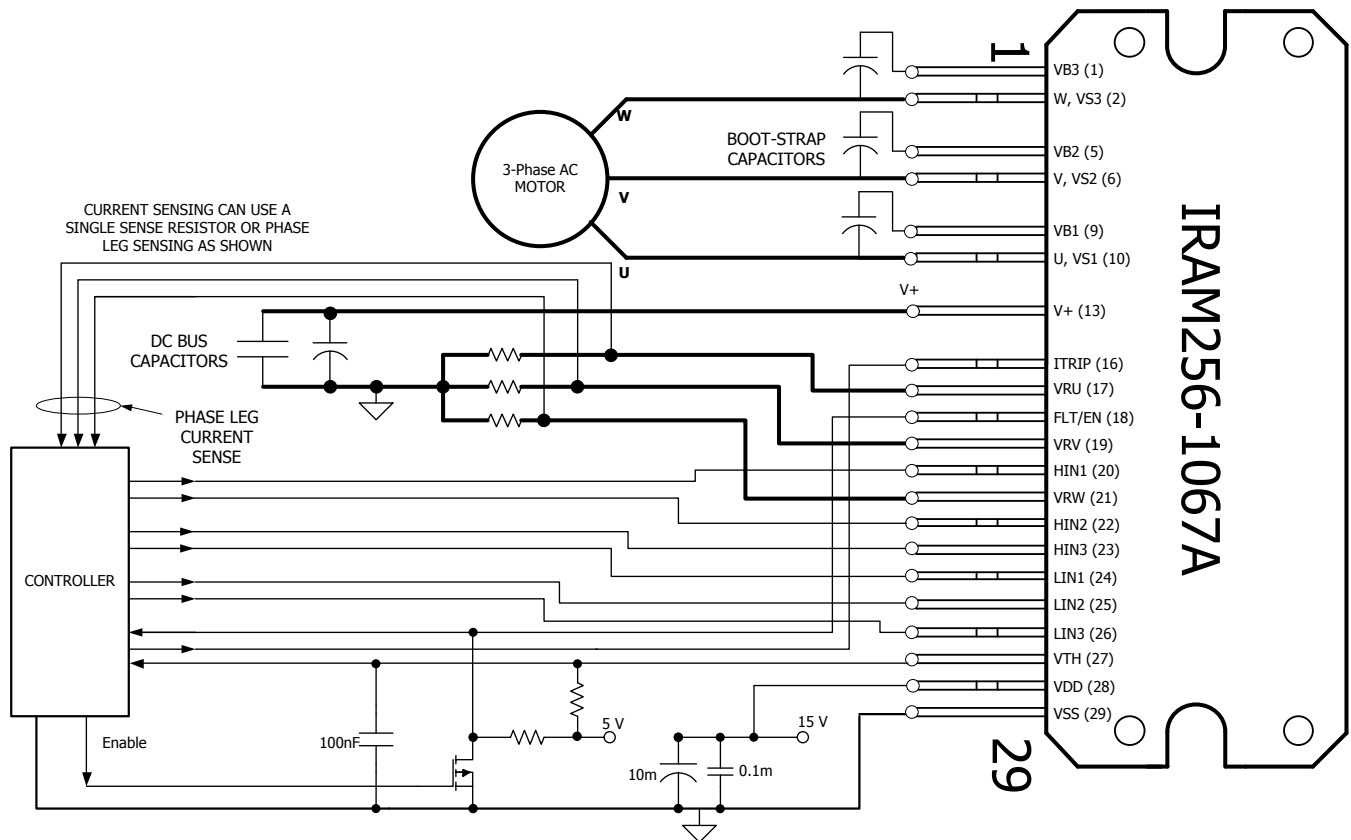 1
VB3 (1)
W, VS3 (2)
W
BOOT-STRAP
CAPACITORS
VB2 (5)
3-Phase AC
MOTOR
V, VS2 (6)
V
CURRENT SENSING CAN USE A
SINGLE SENSE RESISTOR OR PHASE
LEG SENSING AS SHOWN
VB1 (9)
U, VS1 (10)
U
IRAM256-1067A
V+
V+ (13)
DC BUS
CAPACITORS
ITRIP (16)
VRU (17)
PHASE LEG
CURRENT
SENSE
FLT/EN (18)
VRV (19)
HIN1 (20)
VRW (21)
HIN2 (22)
HIN3 (23)
CONTROLLER
LIN1 (24)
LIN2 (25)
LIN3 (26)
VTH (27)
VDD (28)
VSS (29)
Enable
100nF
5 V
15 V
10m
0.1m
29